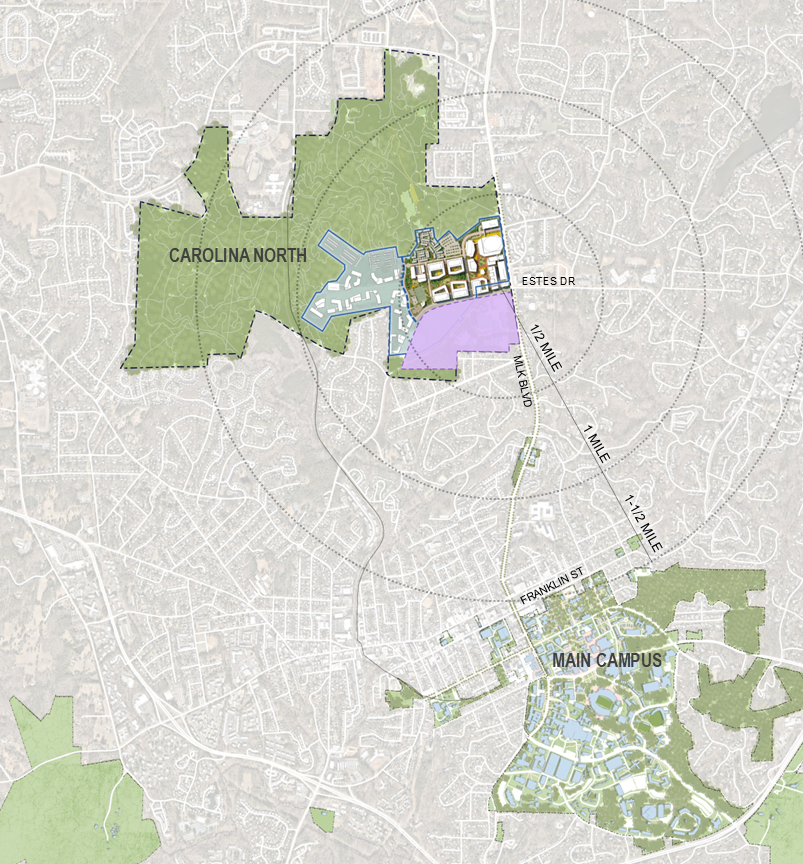 CAROLINA NORTH
ESTES DR
1/2 MILE
MLK BLVD
1 MILE
1-1/2 MILE
FRANKLIN ST
MAIN CAMPUS